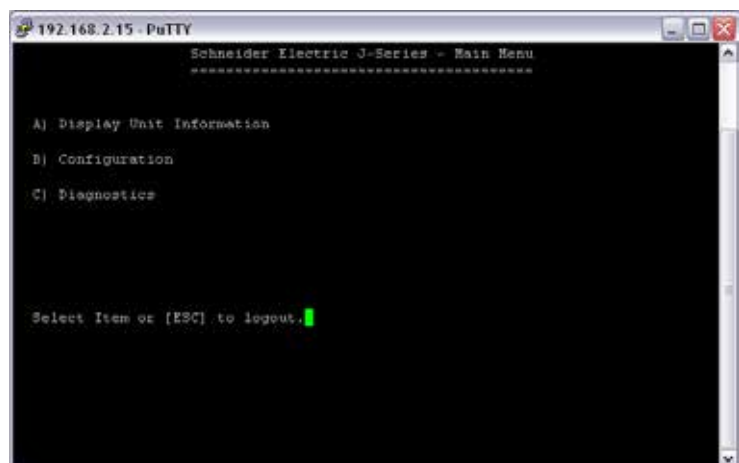 192.168.2.15 - PuTTY
Schneider Electric J-Series - Main Menu
=======================================
A) Display Unit Information
B) Configuration
C) Diagnostics
Select Item or [ESC] to logout.